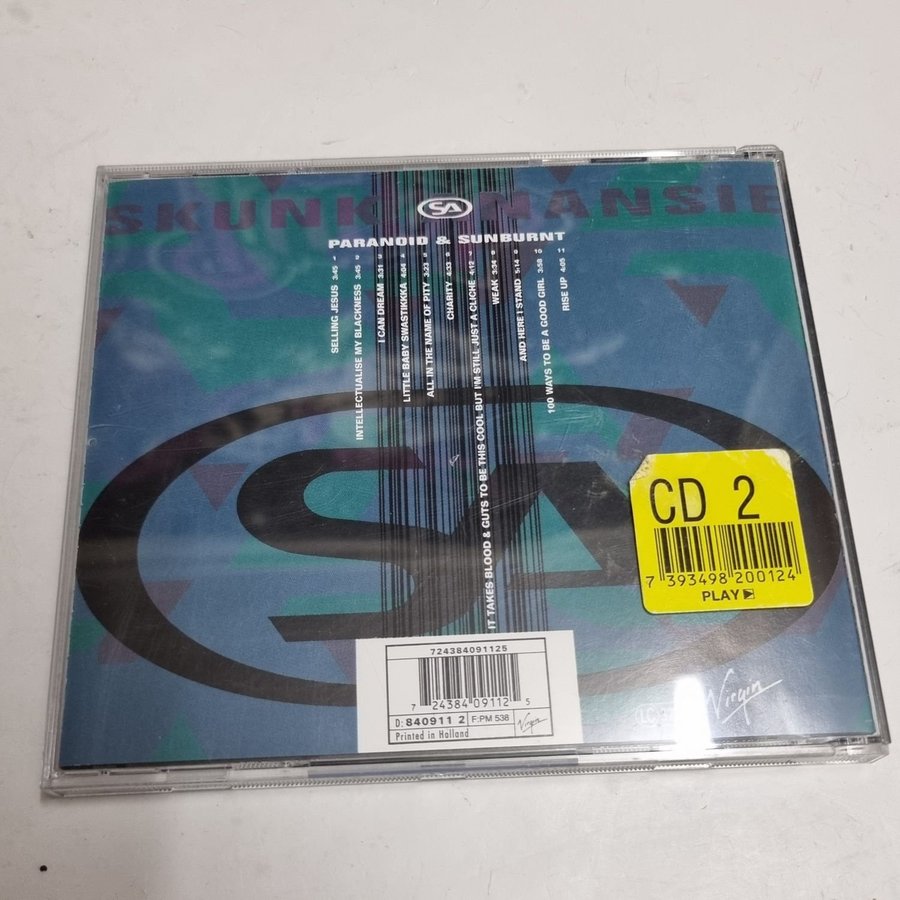 SKUNK SA ANANSIE
PARANOID & SUNBURNT
1 3:45 SELLING JESUS
2 3:45 INTELLECTUALISE MY BLACKNESS
3 3:31 I CAN DREAM
4 4:04 LITTLE BABY SWASTIKKKA
5 3:23 ALL IN THE NAME OF PITY
6 4:33 CHARITY
7 4:12 IT TAKES BLOOD & GUTS TO BE THIS COOL BUT I'M STILL JUST A CLICHE
8 3:34 WEAK
9 5:14 AND HERE I STAND
10 3:58 100 WAYS TO BE A GOOD GIRL
11 4:05 RISE UP
SA
CD 2
7 393498 200124
PLAY
724384091125
7 24384 09112 5
D: 840911 2 F:PM 538 Virgin
Printed in Holland
LC
Virgin